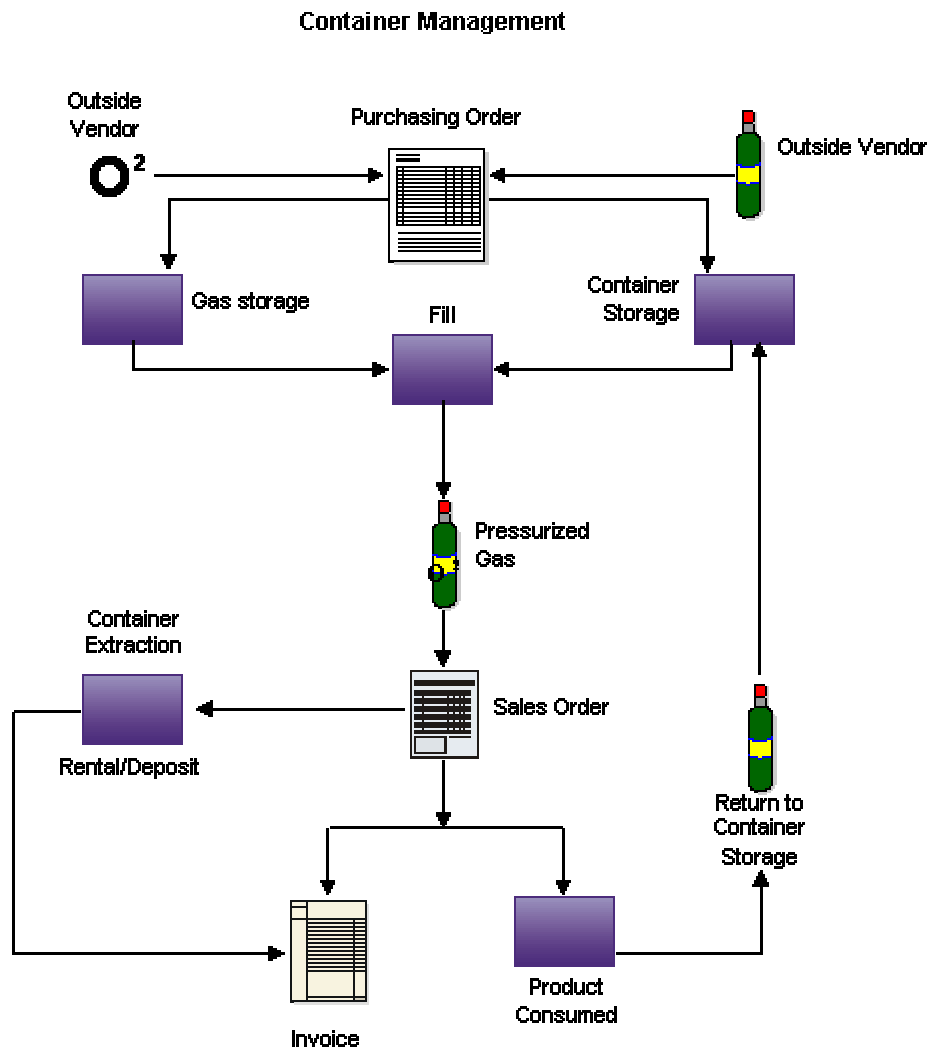 Container Management
Outside
Vendor
O²
Purchasing Order
Outside Vendor
Gas storage
Container
Storage
Fill
Pressurized
Gas
Container
Extraction
Rental/Deposit
Sales Order
Return to
Container
Storage
Product
Consumed
Invoice